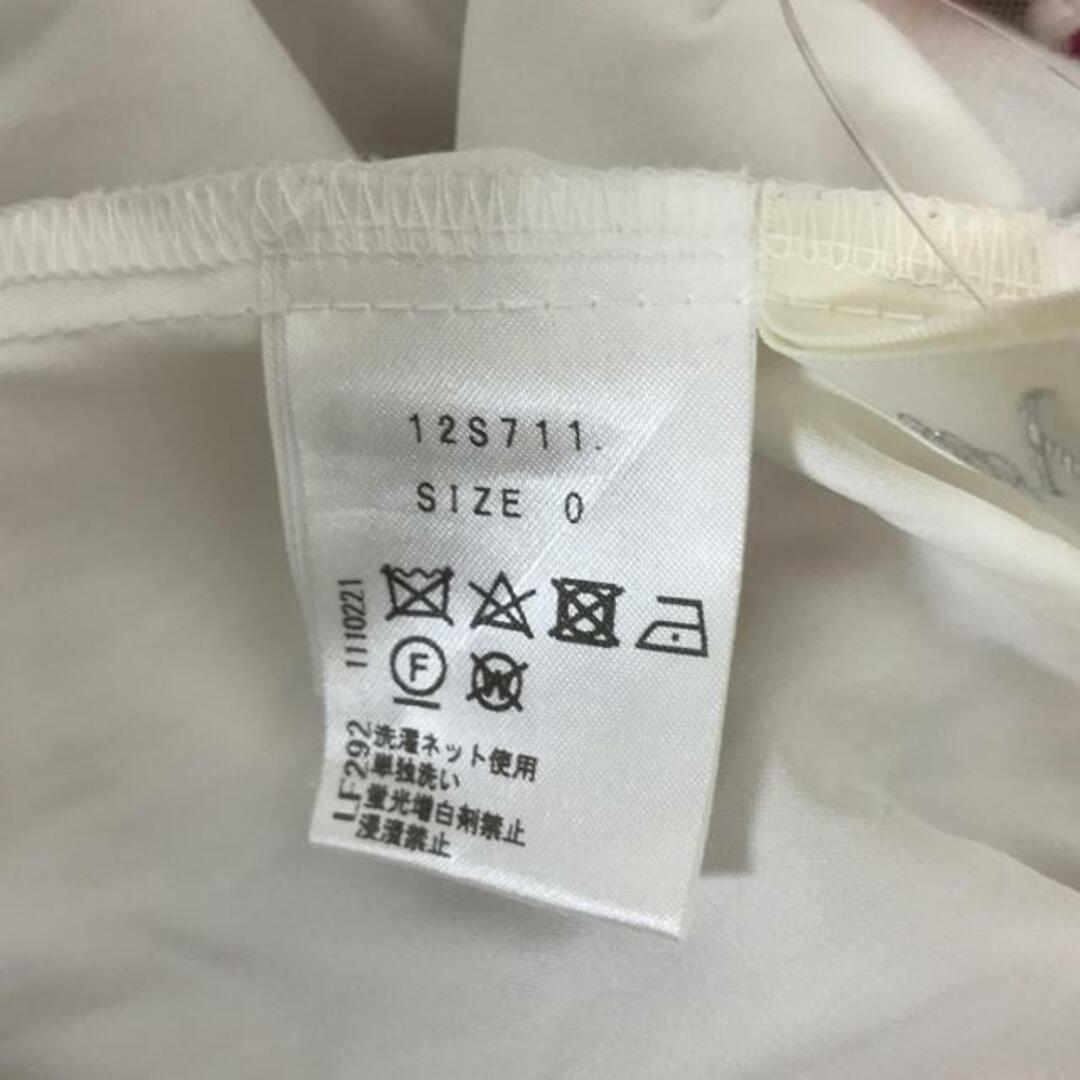 12S711.
SIZE 0
1110221
F
W
LF292
洗濯ネット使用
単独洗い
蛍光増白剤禁止
浸漬禁止